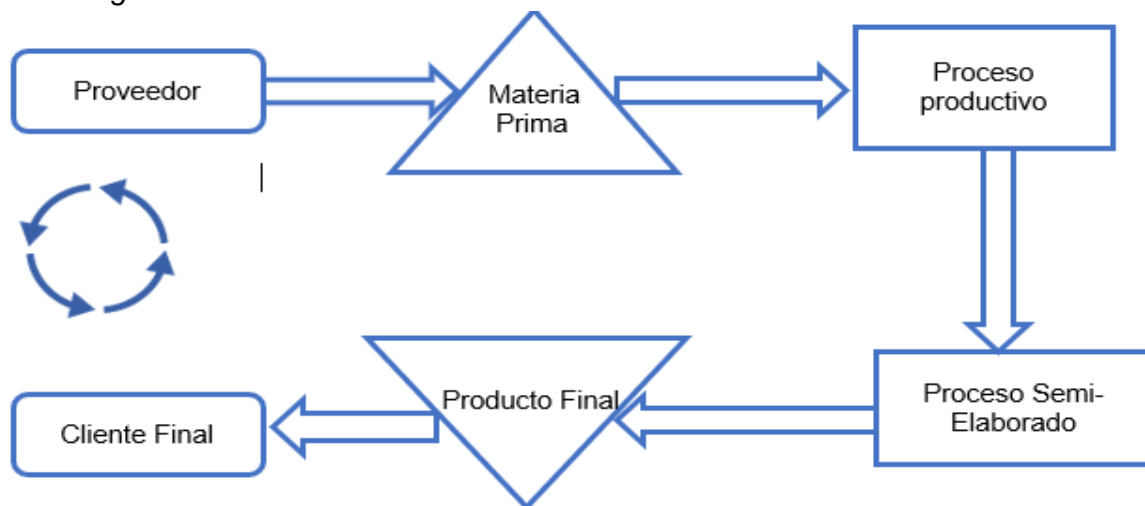 Proveedor
Materia
Prima
Proceso
productivo
Proceso Semi-
Elaborado
Producto Final
Cliente Final